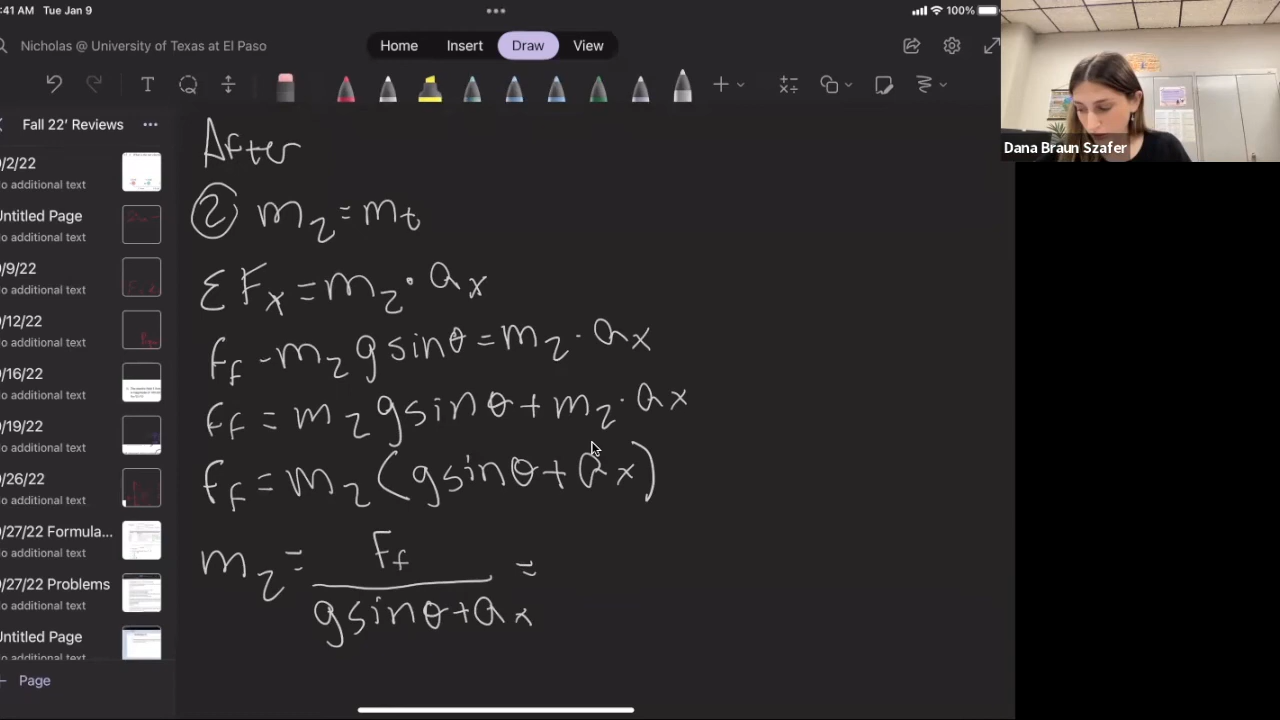 :41 AM Tue Jan 9
100%
Nicholas @ University of Texas at El Paso
Home Insert Draw View
Fall 22' Reviews
/2/22
o additional text
Untitled Page
o additional text
/9/22
o additional text
/12/22
o additional text
/16/22
o additional text
/19/22
o additional text
/26/22
o additional text
/27/22 Formula...
o additional text
/27/22 Problems
o additional text
Untitled Page
o additional text
+ Page
After
② m₂ = mₜ
ΣFₓ = m₂ · aₓ
F_f - m₂ g sinθ = m₂ · aₓ
F_f = m₂ g sinθ + m₂ · aₓ
F_f = m₂ (g sinθ + aₓ)
m₂ = F_f / (g sinθ + aₓ) =
Dana Braun Szafer